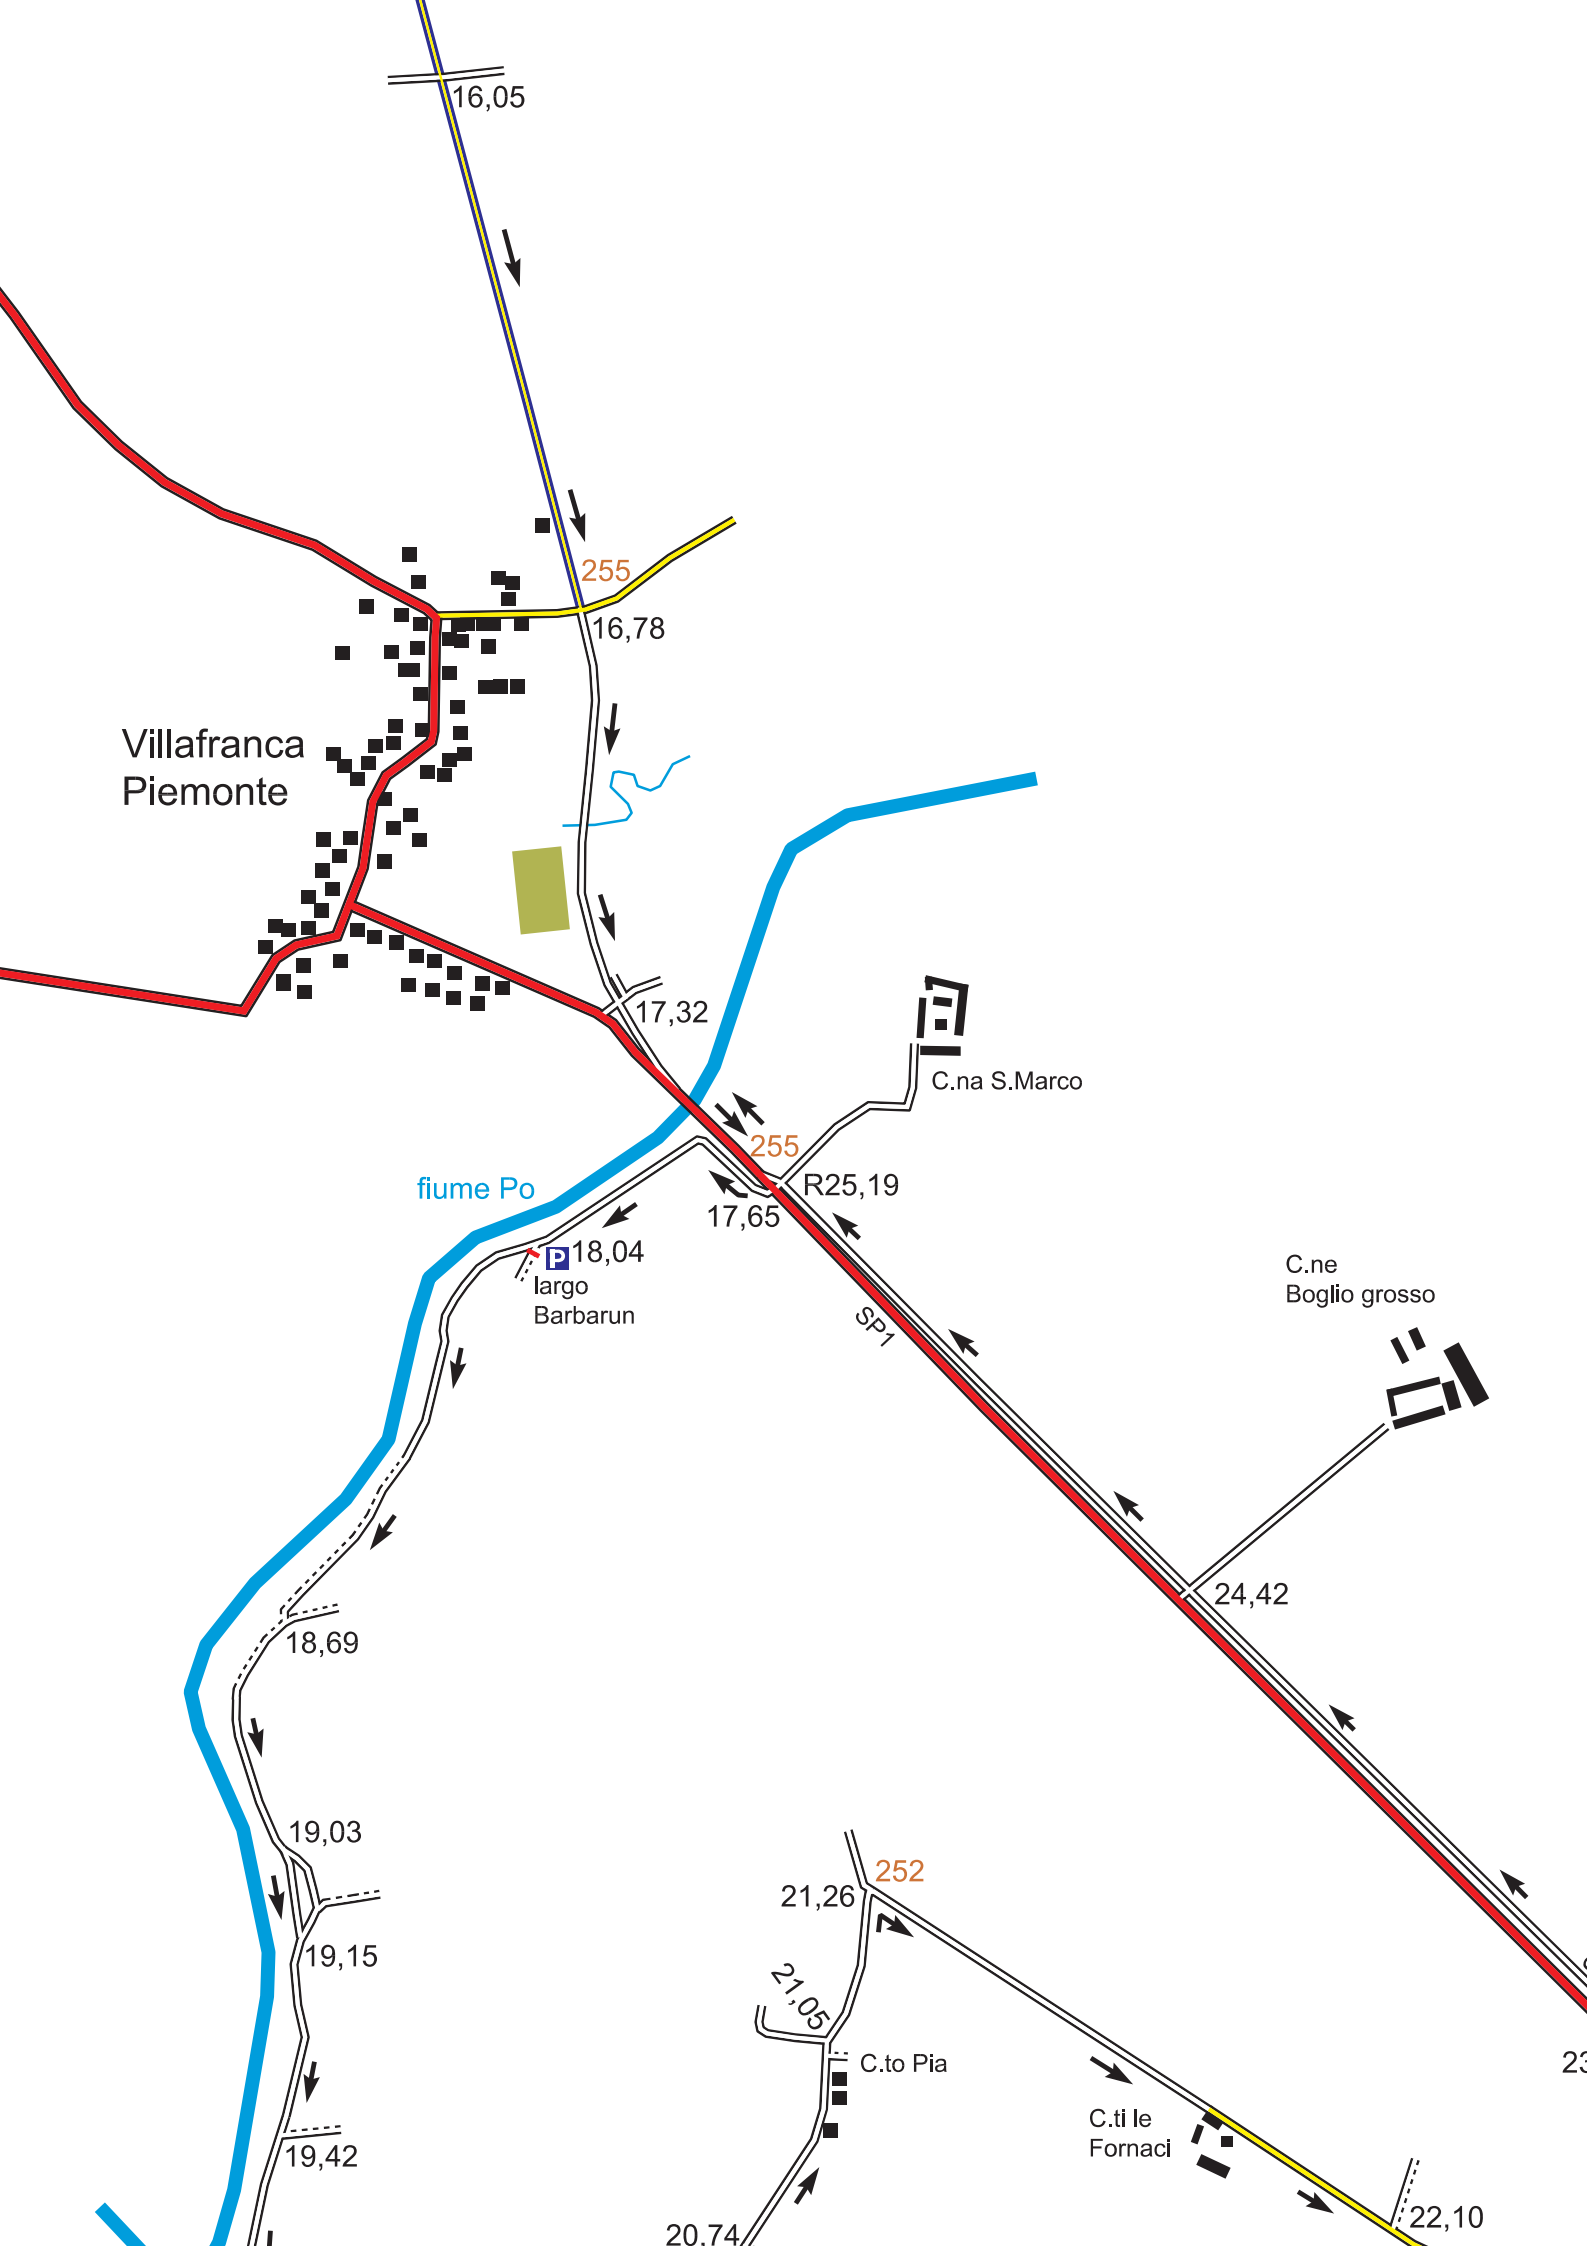 16,05
255
16,78
Villafranca
Piemonte
17,32
C.na S.Marco
255
fiume Po
R25,19
17,65
P
18,04
largo
Barbarun
SP1
C.ne
Boglio grosso
24,42
18,69
19,03
252
21,26
19,15
21,05
C.to Pia
23
C.ti le
Fornaci
19,42
22,10
20,74